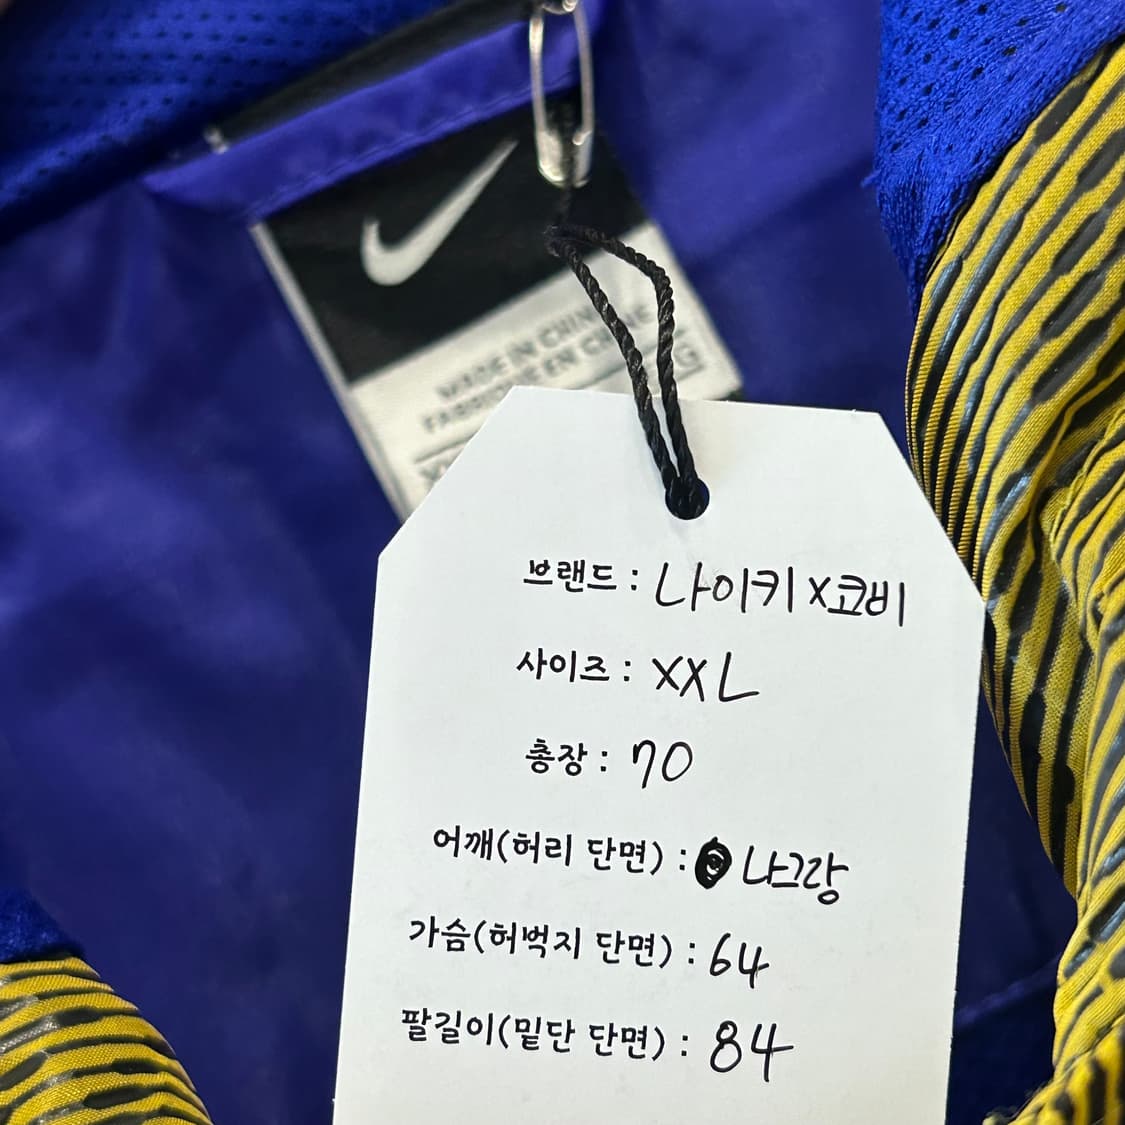 MADE IN CHINA
FABRIQUÉ EN CHINE
브랜드 : 나이키x코비
사이즈 : XXL
총장 : 70
어깨(허리 단면) : 나그랑
가슴(허벅지 단면) : 64
팔길이(밑단 단면) : 84